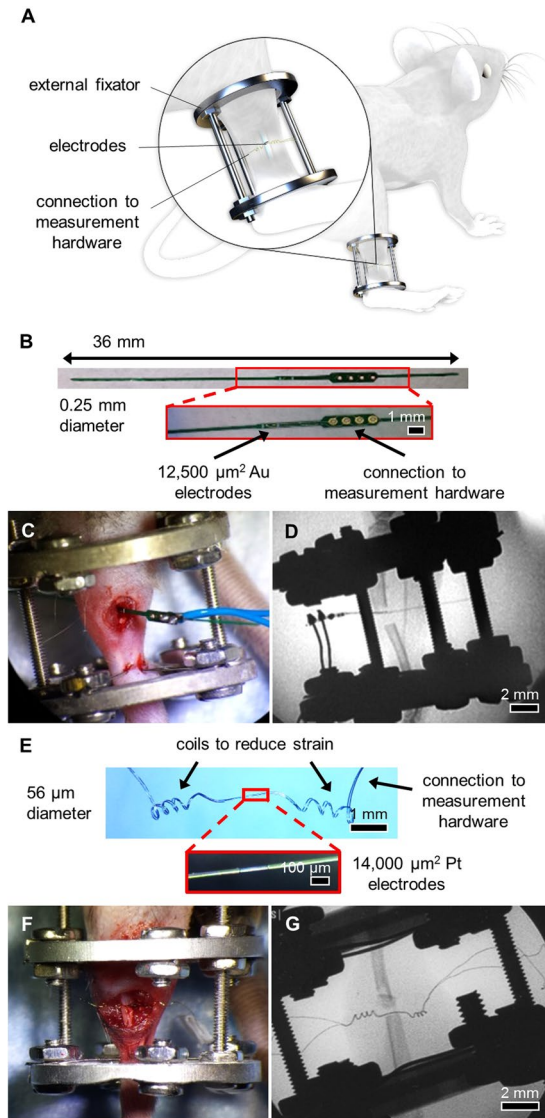 A
external fixator
electrodes
connection to
measurement
hardware
B
36 mm
0.25 mm
diameter
1 mm
12,500 µm² Au
electrodes
connection to
measurement hardware
C
D
2 mm
E
coils to reduce strain
56 µm
diameter
connection to
measurement
hardware
1 mm
100 µm
14,000 µm² Pt
electrodes
F
G
2 mm